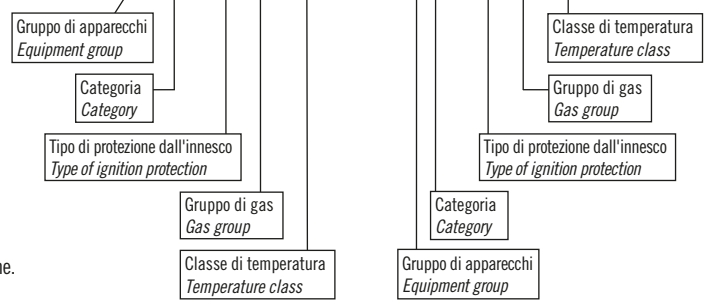 Gruppo di apparecchi
Equipment group
Categoria
Category
Tipo di protezione dall'innesco
Type of ignition protection
Gruppo di gas
Gas group
Classe di temperatura
Temperature class
Classe di temperatura
Temperature class
Gruppo di gas
Gas group
Tipo di protezione dall'innesco
Type of ignition protection
Categoria
Category
Gruppo di apparecchi
Equipment group